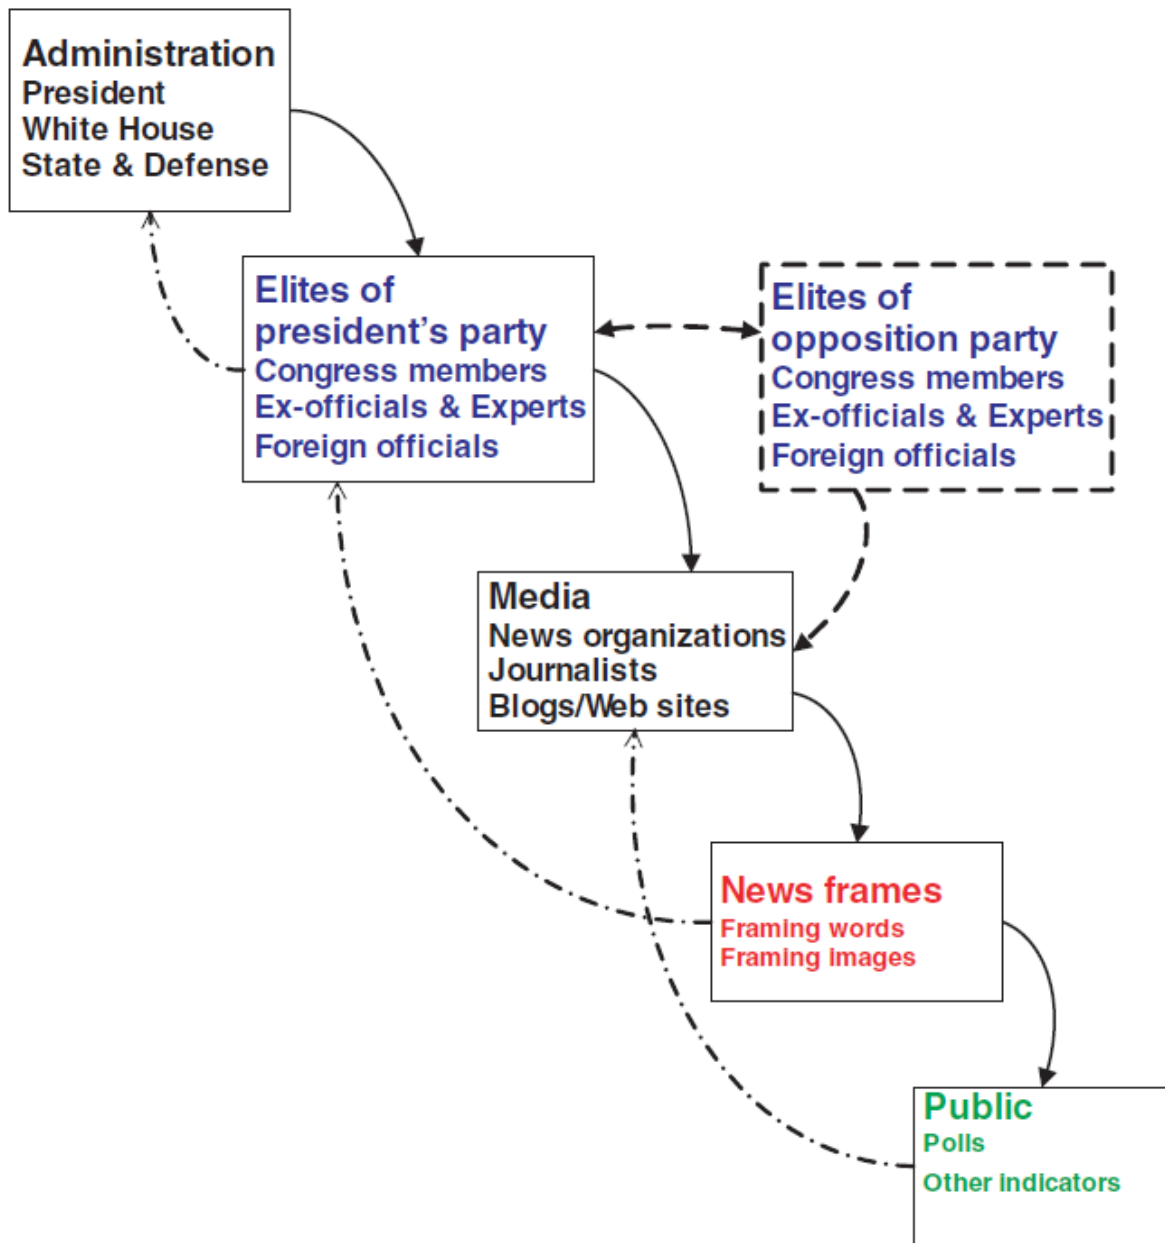 Administration
President
White House
State & Defense
Elites of
president's party
Congress members
Ex-officials & Experts
Foreign officials
Elites of
opposition party
Congress members
Ex-officials & Experts
Foreign officials
Media
News organizations
Journalists
Blogs/Web sites
News frames
Framing words
Framing images
Public
Polls
Other indicators